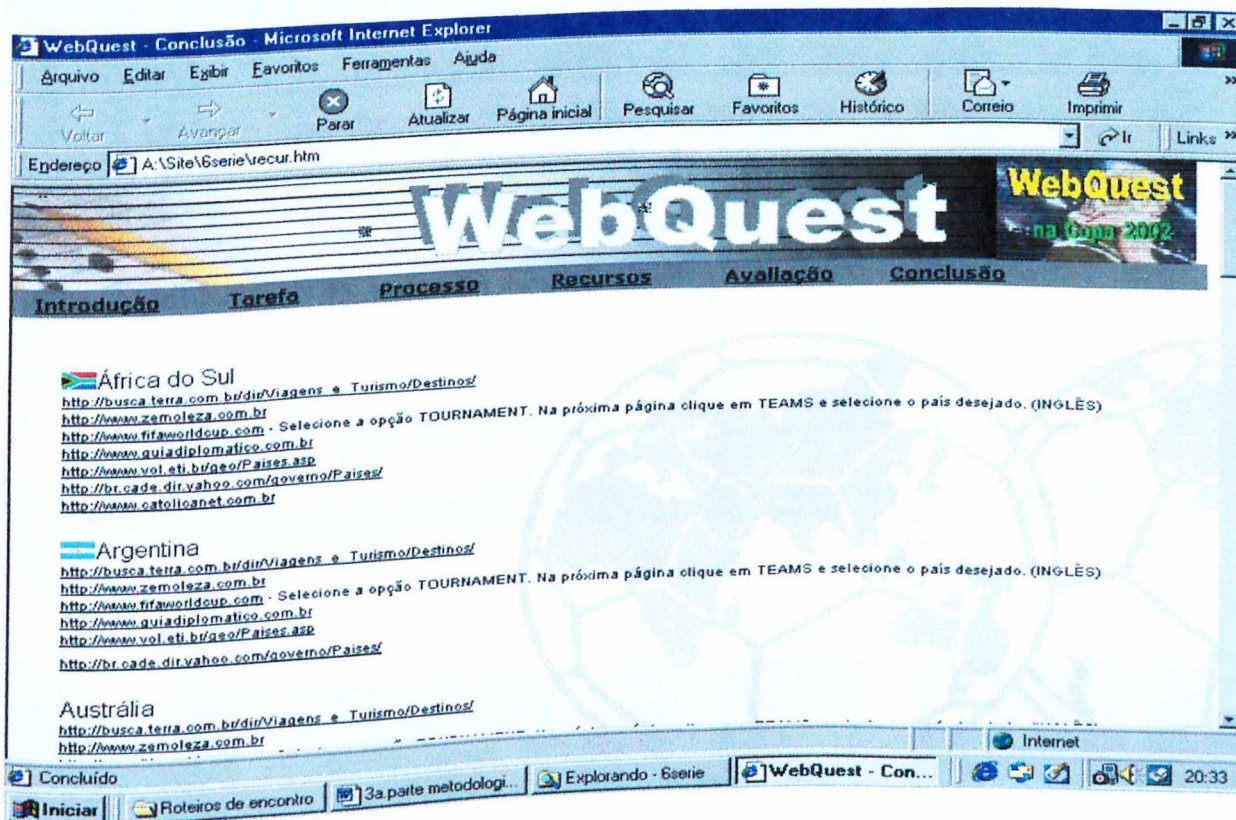 WebQuest - Conclusão - Microsoft Internet Explorer
Arquivo Editar Exibir Favoritos Ferramentas Ajuda
Voltar Avançar Parar Atualizar Página inicial Pesquisar Favoritos Histórico Correio Imprimir »
Endereço A:\Site\6serie\recur.htm Ir Links »
WebQuest WebQuest
na Copa 2002
Introdução Tarefa Processo Recursos Avaliação Conclusão
África do Sul
http://busca.terra.com.br/dir/Viagens_e_Turismo/Destinos/
http://www.zemoleza.com.br
http://www.fifaworldcup.com - Selecione a opção TOURNAMENT. Na próxima página clique em TEAMS e selecione o país desejado. (INGLÊS)
http://www.guiadiplomatico.com.br
http://www.vol.eti.br/geo/Paises.asp
http://br.cade.dir.yahoo.com/governo/Paises/
http://www.catolicanet.com.br
Argentina
http://busca.terra.com.br/dir/Viagens_e_Turismo/Destinos/
http://www.zemoleza.com.br
http://www.fifaworldcup.com - Selecione a opção TOURNAMENT. Na próxima página clique em TEAMS e selecione o país desejado. (INGLÊS)
http://www.guiadiplomatico.com.br
http://www.vol.eti.br/geo/Paises.asp
http://br.cade.dir.yahoo.com/governo/Paises/
Austrália
http://busca.terra.com.br/dir/Viagens_e_Turismo/Destinos/
http://www.zemoleza.com.br
Concluído Internet
Iniciar Roteiros de encontro 3a.parte metodologi... Explorando - 6serie WebQuest - Con... 20:33